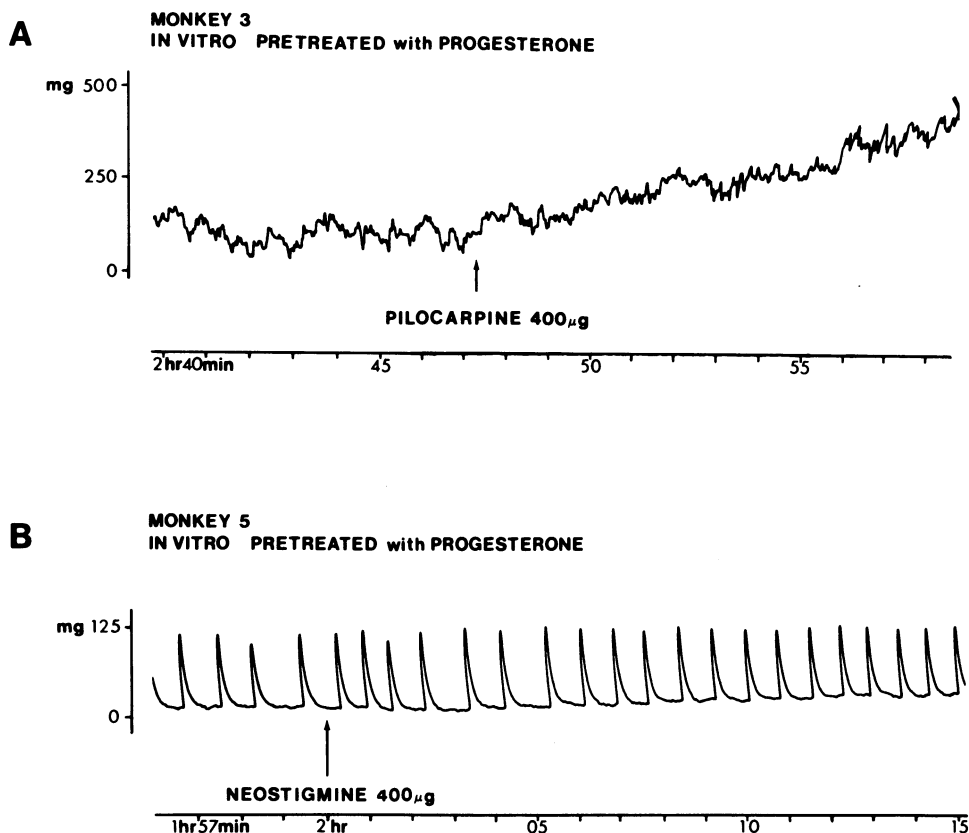 A
MONKEY 3
IN VITRO PRETREATED with PROGESTERONE
mg 500
250
0
PILOCARPINE 400μg
2hr40min 45 50 55
B
MONKEY 5
IN VITRO PRETREATED with PROGESTERONE
mg 125
0
NEOSTIGMINE 400μg
1hr57min 2hr 05 10 15